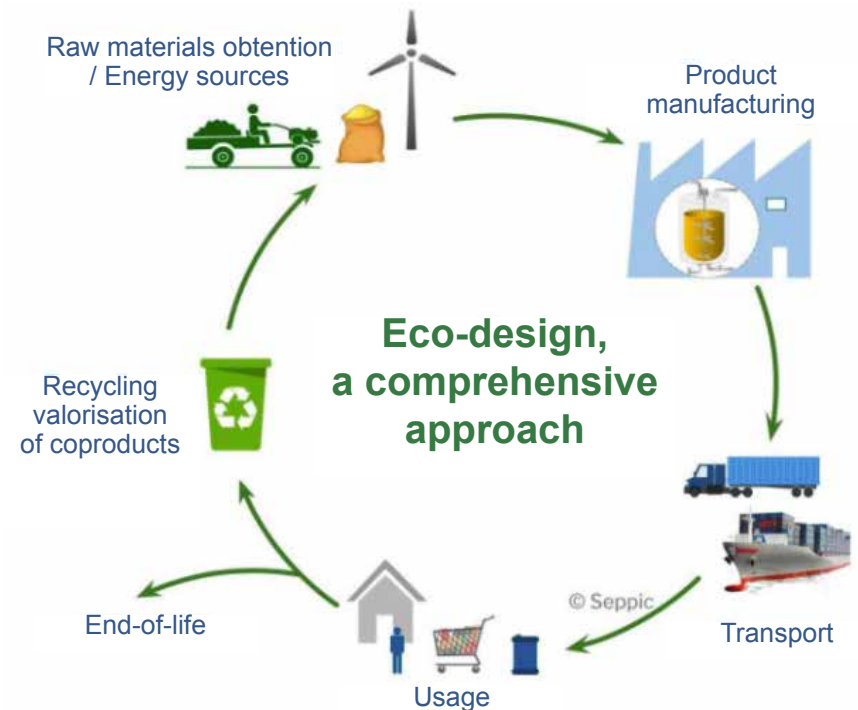 Raw materials obtention
/ Energy sources
Product
manufacturing
Eco-design,
a comprehensive
approach
Recycling
valorisation
of coproducts
© Seppic
End-of-life
Transport
Usage